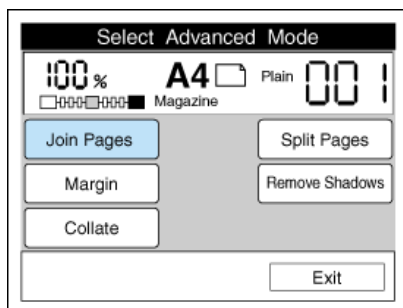 Select Advanced Mode
100 % A4 Plain 001
Magazine
Join Pages Split Pages
Margin Remove Shadows
Collate
Exit